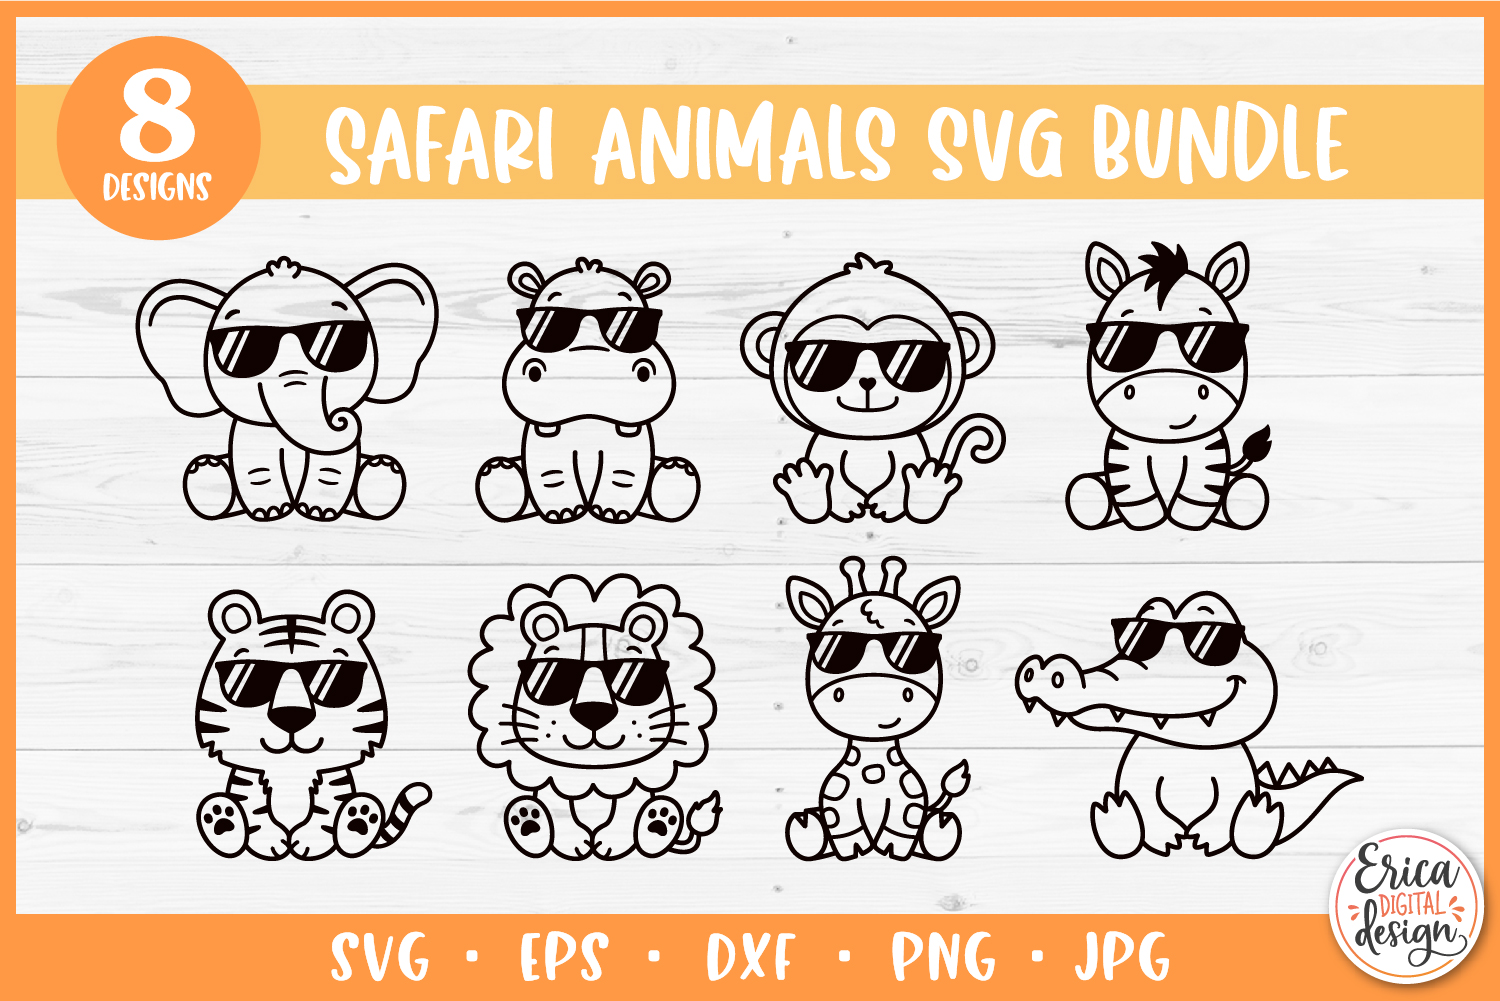 8
DESIGNS
SAFARI ANIMALS SVG BUNDLE
SVG · EPS · DXF · PNG · JPG
Erica
DIGITAL
design